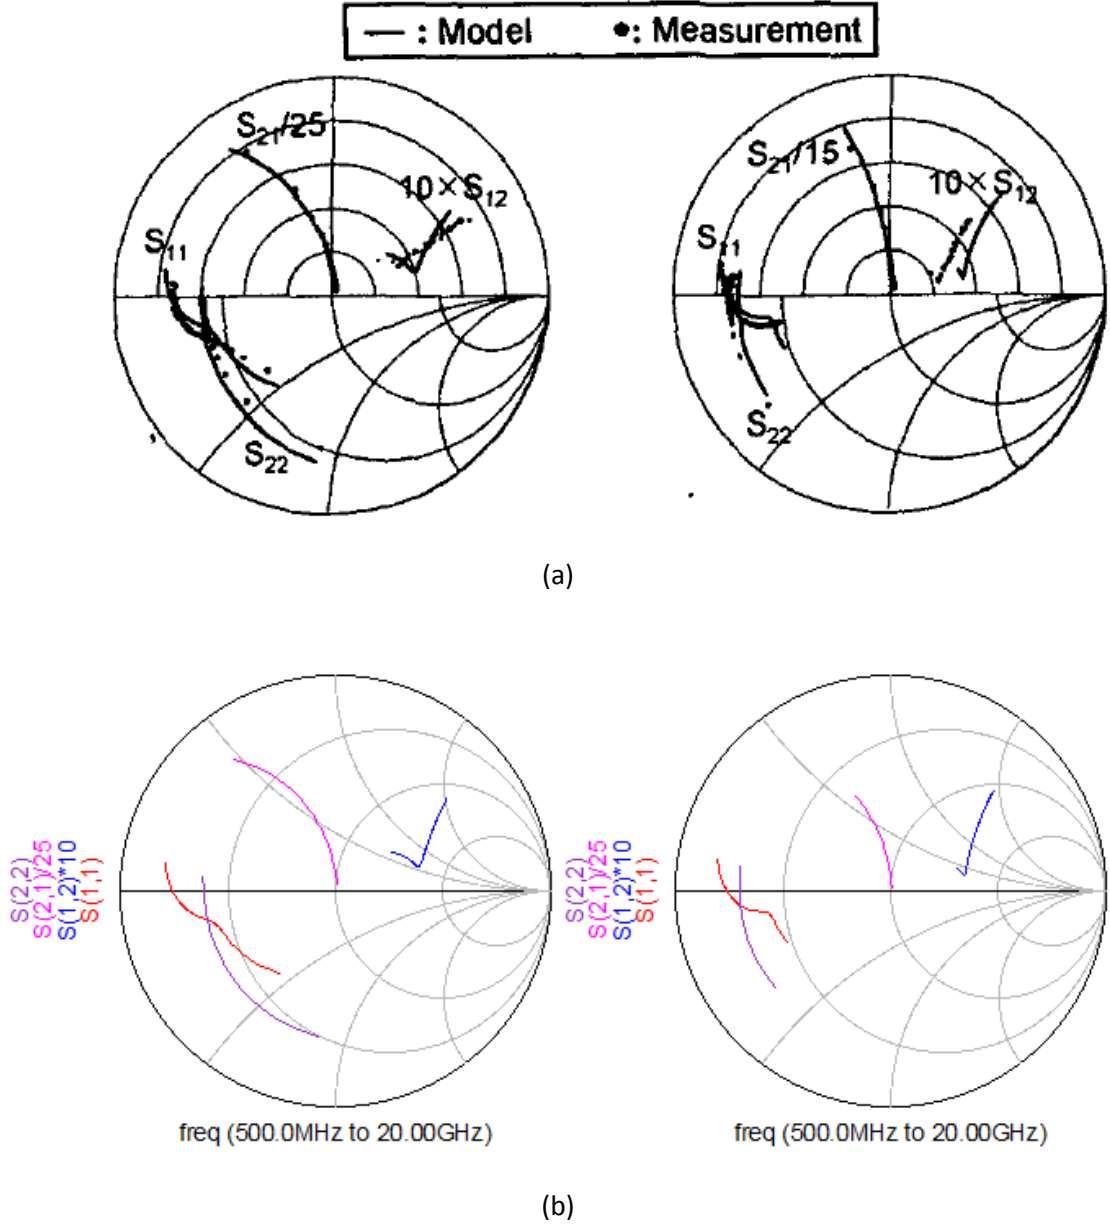 — : Model •: Measurement
S21/25
10×S12
S11
S22
S21/15
10×S12
S11
S22
(a)
S(2,2)
S(2,1)/25
S(1,2)*10
S(1,1)
freq (500.0MHz to 20.00GHz)
S(2,2)
S(2,1)/25
S(1,2)*10
S(1,1)
freq (500.0MHz to 20.00GHz)
(b)